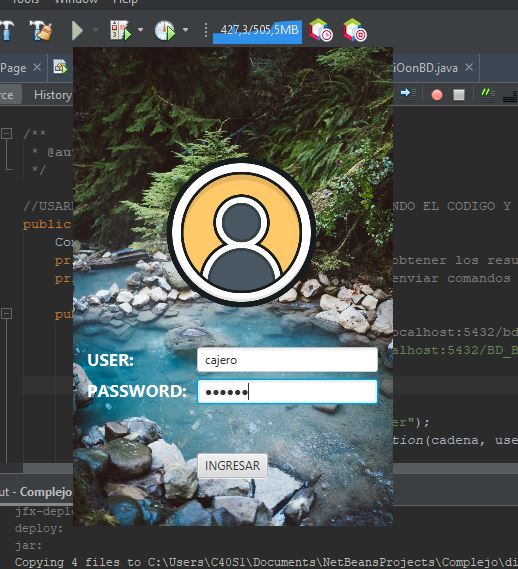 Tools Window Help
427,3/505,5MB
Page iOonBD.java
rce History
/**
* @au
*/
//USAR NDO EL CODIGO Y
public
Co
pr obtener los resu
pr enviar comandos
pu
ocalhost:5432/bd
alhost:5432/BD_B
USER: cajero
PASSWORD: ••••••
er");
tion(cadena, use
INGRESAR
ut - Complejo
jfx-deplo
deploy:
jar:
Copying 4 files to C:\Users\C40S1\Documents\NetBeansProjects\Complejo\di